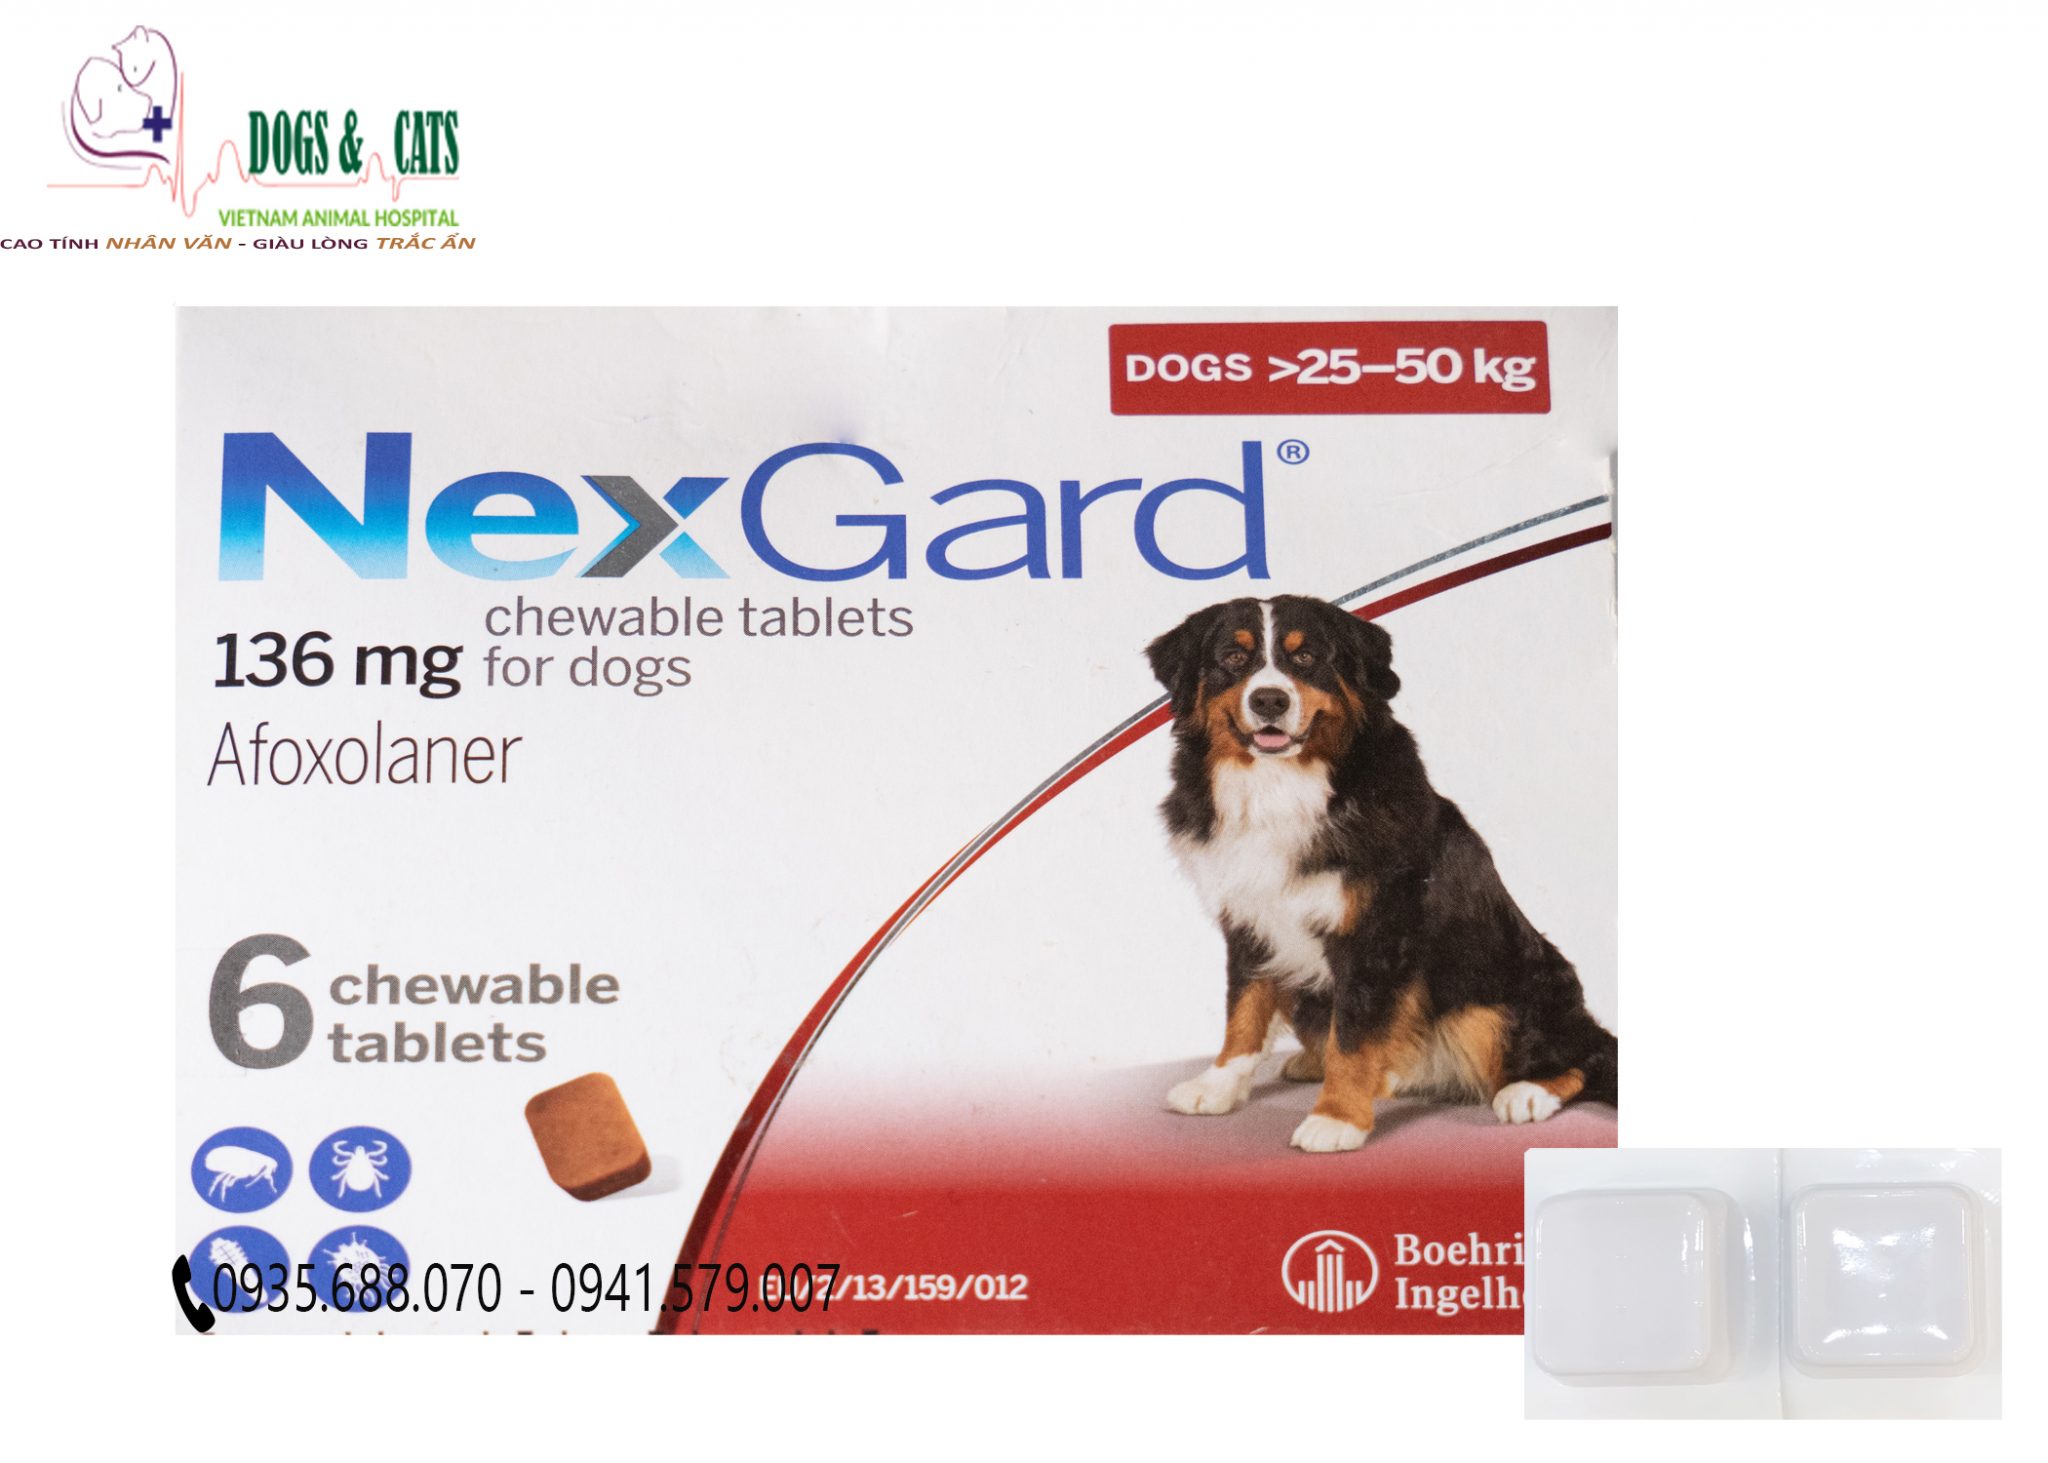 DOGS & CATS
VIETNAM ANIMAL HOSPITAL
CAO TÍNH NHÂN VĂN - GIÀU LÒNG TRẮC ẨN
DOGS >25–50 kg
NexGard®
chewable tablets
136 mg for dogs
Afoxolaner
6 chewable
tablets
0935.688.070 - 0941.579.007
EU/2/13/159/012
Boehri
Ingelh